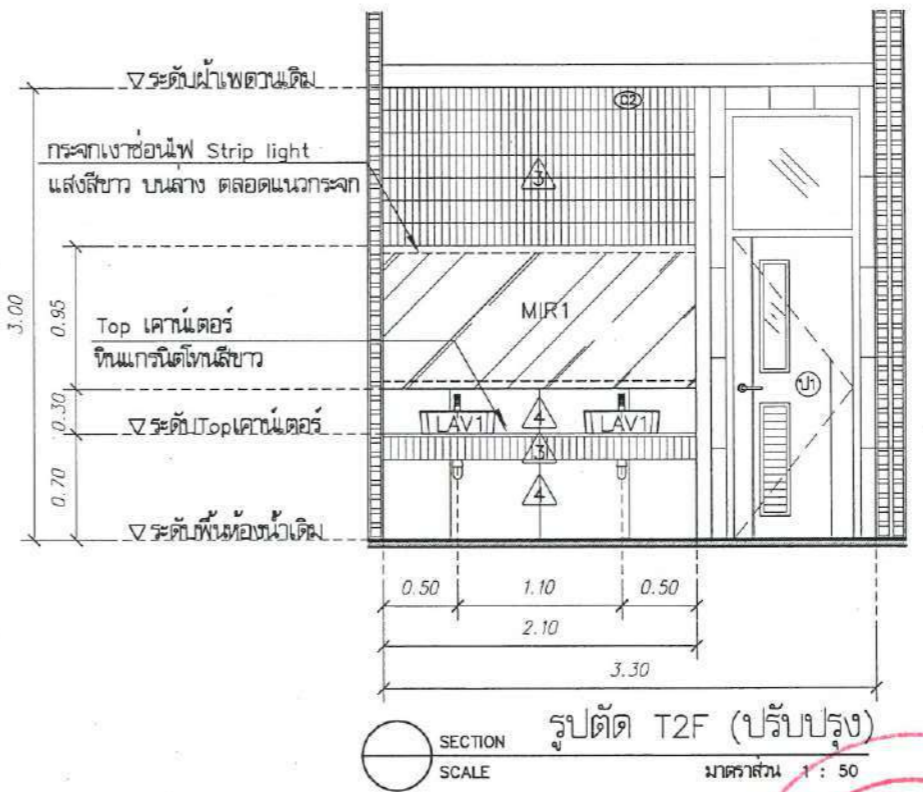 ▽ระดับฝ้าเพดานเดิม
C2
กระจกเงาซ่อนไฟ Strip light
แสงสีขาว บนล่าง ตลอดแนวกระจก
3
3.00
0.95
MIR1
Top เคาน์เตอร์
หินแกรนิตโทนสีขาว
ป1
0.30
▽ระดับTopเคาน์เตอร์
LAV1
4
LAV1
3
0.70
4
▽ระดับพื้นห้องน้ำเดิม
0.50
1.10
0.50
2.10
3.30
SECTION
รูปตัด T2F (ปรับปรุง)
SCALE
มาตราส่วน 1 : 50